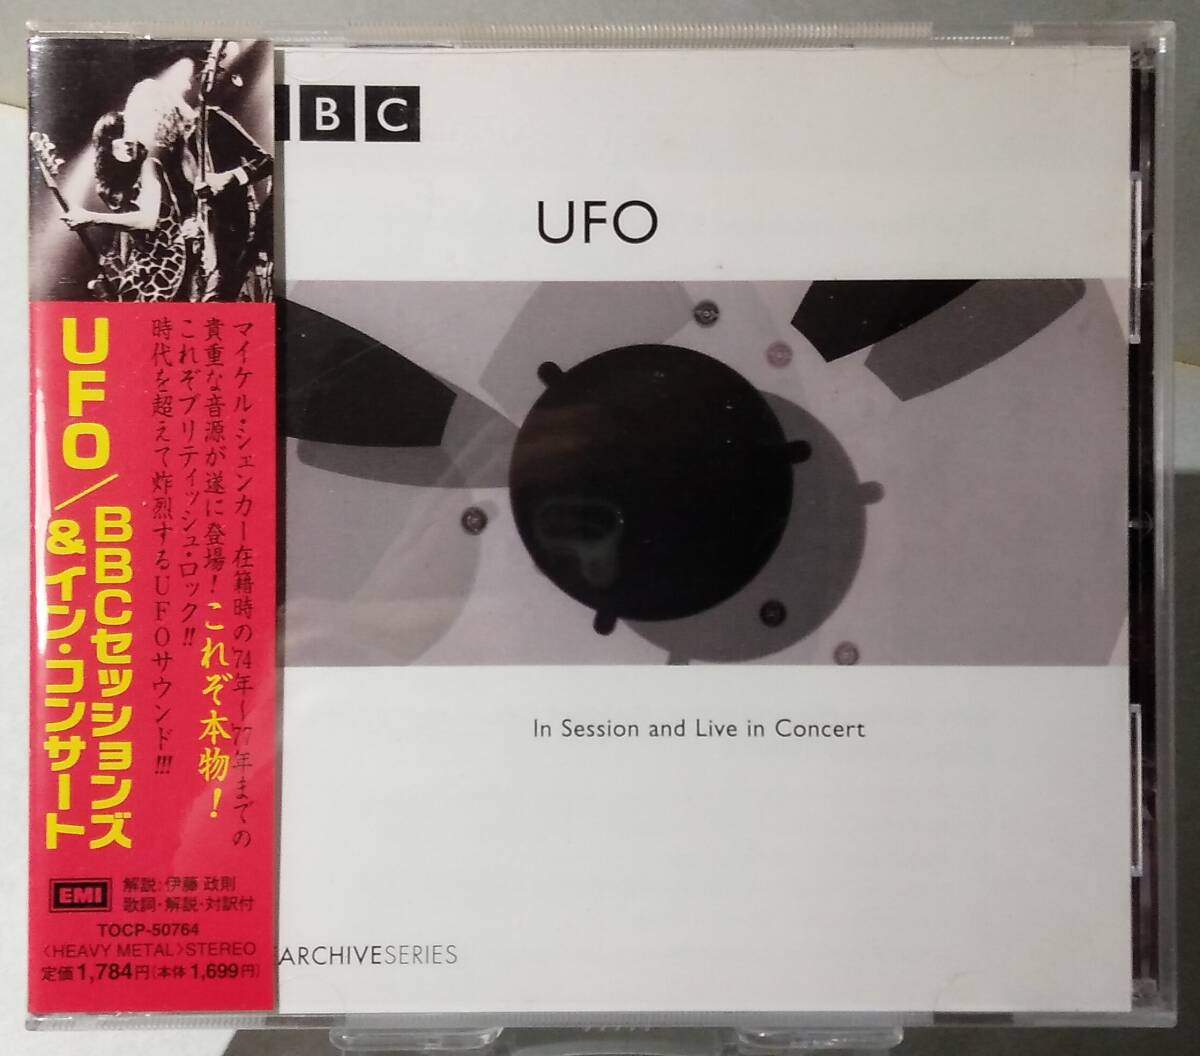 BC
UFO
In Session and Live in Concert
ARCHIVESERIES
マイケル・シェンカー在籍時の'74年〜'77年までの
貴重な音源が遂に登場!これぞ本物!
これぞブリティッシュ・ロック!!
時代を超えて炸烈するUFOサウンド!!!
UFO/BBCセッションズ
&イン・コンサート
EMI
解説:伊藤 政則
歌詞・解説・対訳付
TOCP-50764
〈HEAVY METAL〉STEREO
定価1,784円(本体1,699円)